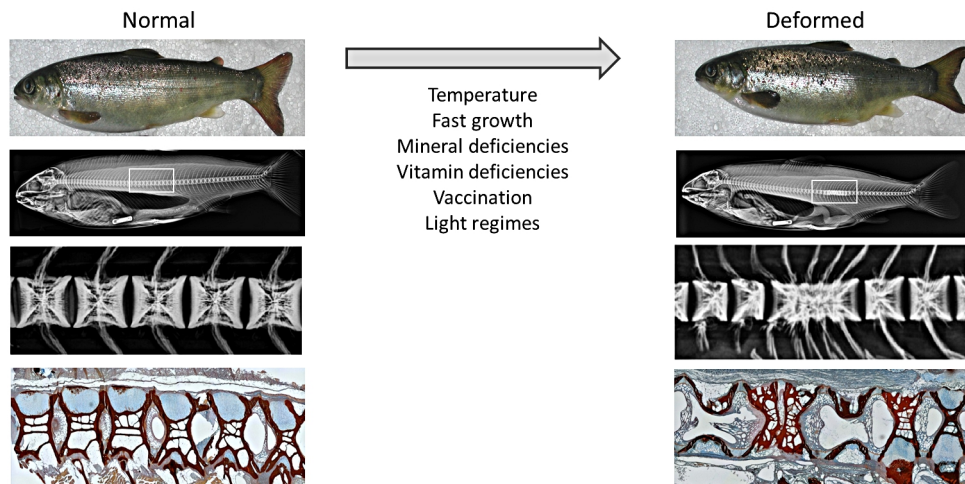 Normal
Deformed
Temperature
Fast growth
Mineral deficiencies
Vitamin deficiencies
Vaccination
Light regimes